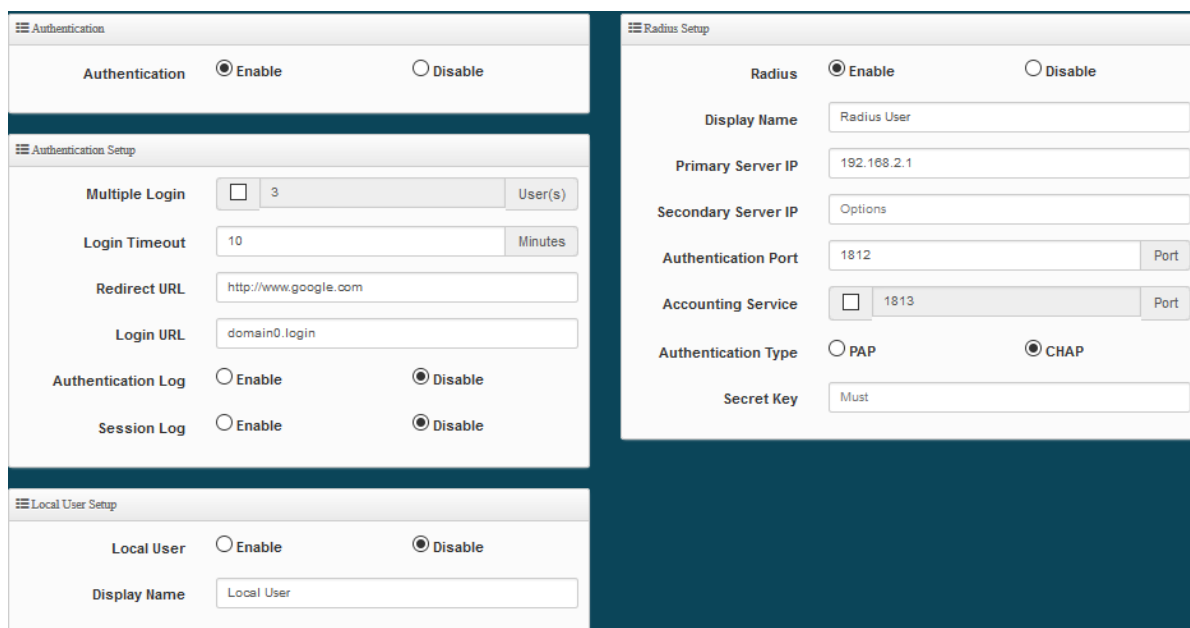 Authentication
Authentication Enable Disable
Authentication Setup
Multiple Login 3 User(s)
Login Timeout 10 Minutes
Redirect URL http://www.google.com
Login URL domain0.login
Authentication Log Enable Disable
Session Log Enable Disable
Local User Setup
Local User Enable Disable
Display Name Local User
Radius Setup
Radius Enable Disable
Display Name Radius User
Primary Server IP 192.168.2.1
Secondary Server IP Options
Authentication Port 1812 Port
Accounting Service 1813 Port
Authentication Type PAP CHAP
Secret Key Must